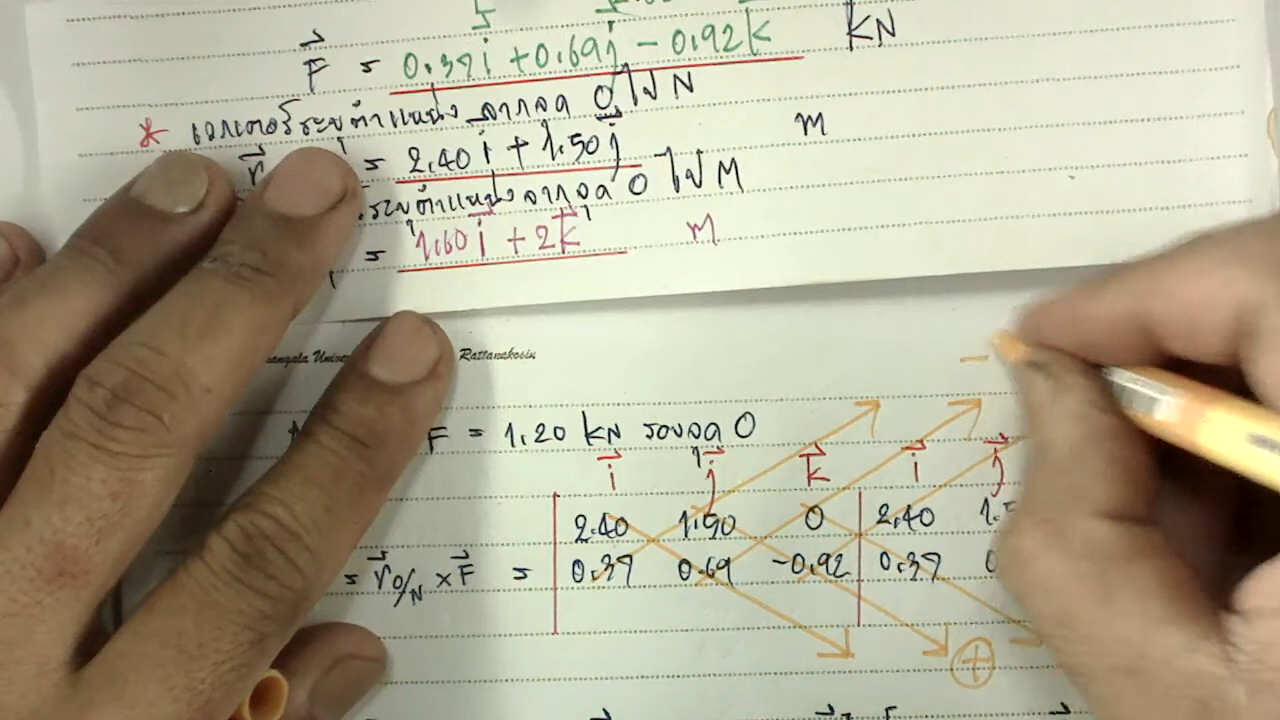 F⃗ = 0.37i⃗ + 0.69j⃗ - 0.92k⃗ KN
* เวกเตอร์ระบุตำแหน่ง จากจุด O ไป N
r⃗ = 2.40i⃗ + 1.50j⃗ m
ระบุตำแหน่งจากจุด O ไป M
= 1.60i⃗ + 2k⃗ m
Rattanakosin
F = 1.20 KN รอบจุด O
i⃗ j⃗ k⃗ i⃗ j⃗
2.40 1.50 0 2.40
= r⃗O/N × F⃗ = 0.37 0.69 -0.92 0.37
+